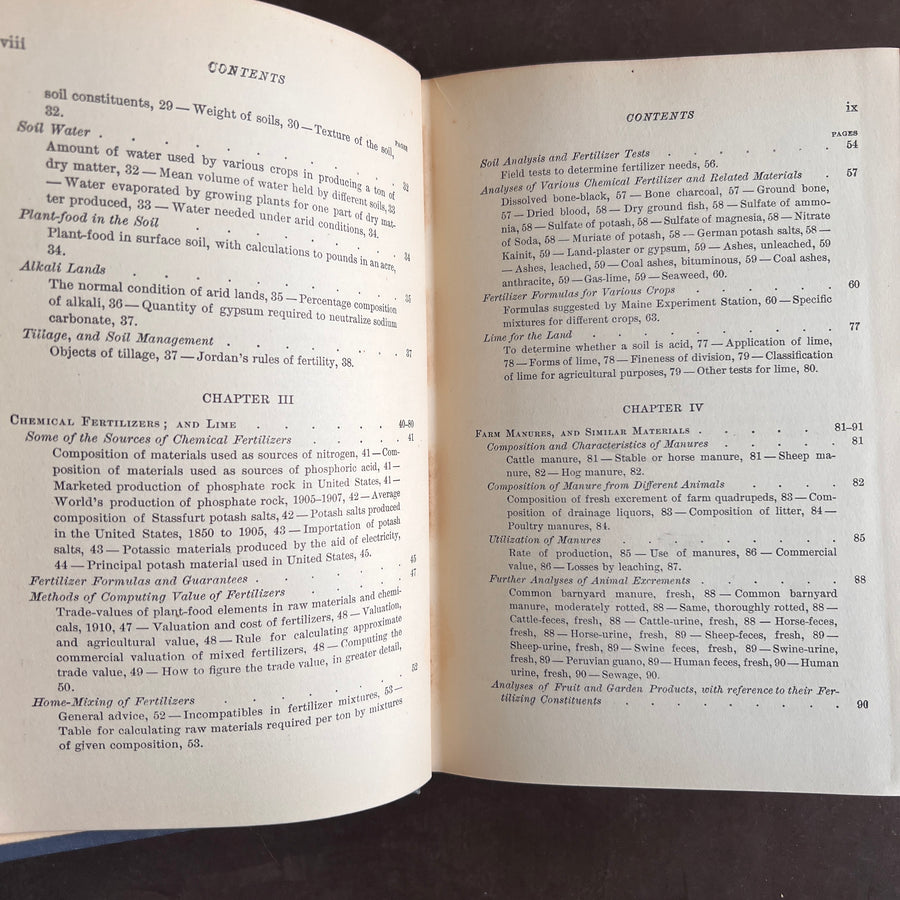 viii
CONTENTS
PAGES
soil constituents, 29 — Weight of soils, 30 — Texture of the soil,
32.
Soil Water . . . . . . . . . 32
Amount of water used by various crops in producing a ton of
dry matter, 32 — Mean volume of water held by different soils, 33
— Water evaporated by growing plants for one part of dry mat-
ter produced, 33 — Water needed under arid conditions, 34.
Plant-food in the Soil . . . . . . . 34
Plant-food in surface soil, with calculations to pounds in an acre,
34.
Alkali Lands . . . . . . . . 35
The normal condition of arid lands, 35 — Percentage composition
of alkali, 36 — Quantity of gypsum required to neutralize sodium
carbonate, 37.
Tillage, and Soil Management . . . . . . 37
Objects of tillage, 37 — Jordan's rules of fertility, 38.
CHAPTER III
CHEMICAL FERTILIZERS; AND LIME . . . . . . 40-80
Some of the Sources of Chemical Fertilizers . . . . 41
Composition of materials used as sources of nitrogen, 41 — Com-
position of materials used as sources of phosphoric acid, 41 —
Marketed production of phosphate rock in United States, 41 —
World's production of phosphate rock, 1905-1907, 42 — Average
composition of Stassfurt potash salts, 42 — Potash salts produced
in the United States, 1850 to 1905, 43 — Importation of potash
salts, 43 — Potassic materials produced by the aid of electricity,
44 — Principal potash material used in United States, 45.
Fertilizer Formulas and Guarantees . . . . . 45
Methods of Computing Value of Fertilizers . . . . 47
Trade-values of plant-food elements in raw materials and chemi-
cals, 1910, 47 — Valuation and cost of fertilizers, 48 — Valuation,
and agricultural value, 48 — Rule for calculating approximate
commercial valuation of mixed fertilizers, 48 — Computing the
trade value, 49 — How to figure the trade value, in greater detail,
50.
Home-Mixing of Fertilizers . . . . . . 52
General advice, 52 — Incompatibles in fertilizer mixtures, 53 —
Table for calculating raw materials required per ton by mixtures
of given composition, 53.
CONTENTS
ix
PAGES
Soil Analysis and Fertilizer Tests . . . . . . 54
Field tests to determine fertilizer needs, 56.
Analyses of Various Chemical Fertilizer and Related Materials . 57
Dissolved bone-black, 57 — Bone charcoal, 57 — Ground bone,
57 — Dried blood, 58 — Dry ground fish, 58 — Sulfate of ammo-
nia, 58 — Sulfate of potash, 58 — Sulfate of magnesia, 58 — Nitrate
of Soda, 58 — Muriate of potash, 58 — German potash salts, 58 —
Kainit, 59 — Land-plaster or gypsum, 59 — Ashes, unleached, 59
— Ashes, leached, 59 — Coal ashes, bituminous, 59 — Coal ashes,
anthracite, 59 — Gas-lime, 59 — Seaweed, 60.
Fertilizer Formulas for Various Crops . . . . . 60
Formulas suggested by Maine Experiment Station, 60 — Specific
mixtures for different crops, 63.
Lime for the Land . . . . . . . . 77
To determine whether a soil is acid, 77 — Application of lime,
78 — Forms of lime, 78 — Fineness of division, 79 — Classification
of lime for agricultural purposes, 79 — Other tests for lime, 80.
CHAPTER IV
FARM MANURES, AND SIMILAR MATERIALS . . . . . 81-91
Composition and Characteristics of Manures . . . . 81
Cattle manure, 81 — Stable or horse manure, 81 — Sheep ma-
nure, 82 — Hog manure, 82.
Composition of Manure from Different Animals . . . . 82
Composition of fresh excrement of farm quadrupeds, 83 — Com-
position of drainage liquors, 83 — Composition of litter, 84 —
Poultry manures, 84.
Utilization of Manures . . . . . . . 85
Rate of production, 85 — Use of manures, 86 — Commercial
value, 86 — Losses by leaching, 87.
Further Analyses of Animal Excrements . . . . . 88
Common barnyard manure, fresh, 88 — Common barnyard
manure, moderately rotted, 88 — Same, thoroughly rotted, 88 —
Cattle-feces, fresh, 88 — Cattle-urine, fresh, 88 — Horse-feces,
fresh, 88 — Horse-urine, fresh, 89 — Sheep-feces, fresh, 89 —
Sheep-urine, fresh, 89 — Swine feces, fresh, 89 — Swine-urine,
fresh, 89 — Peruvian guano, 89 — Human feces, fresh, 90 — Human
urine, fresh, 90 — Sewage, 90.
Analyses of Fruit and Garden Products, with reference to their Fer-
tilizing Constituents . . . . . . . . 90